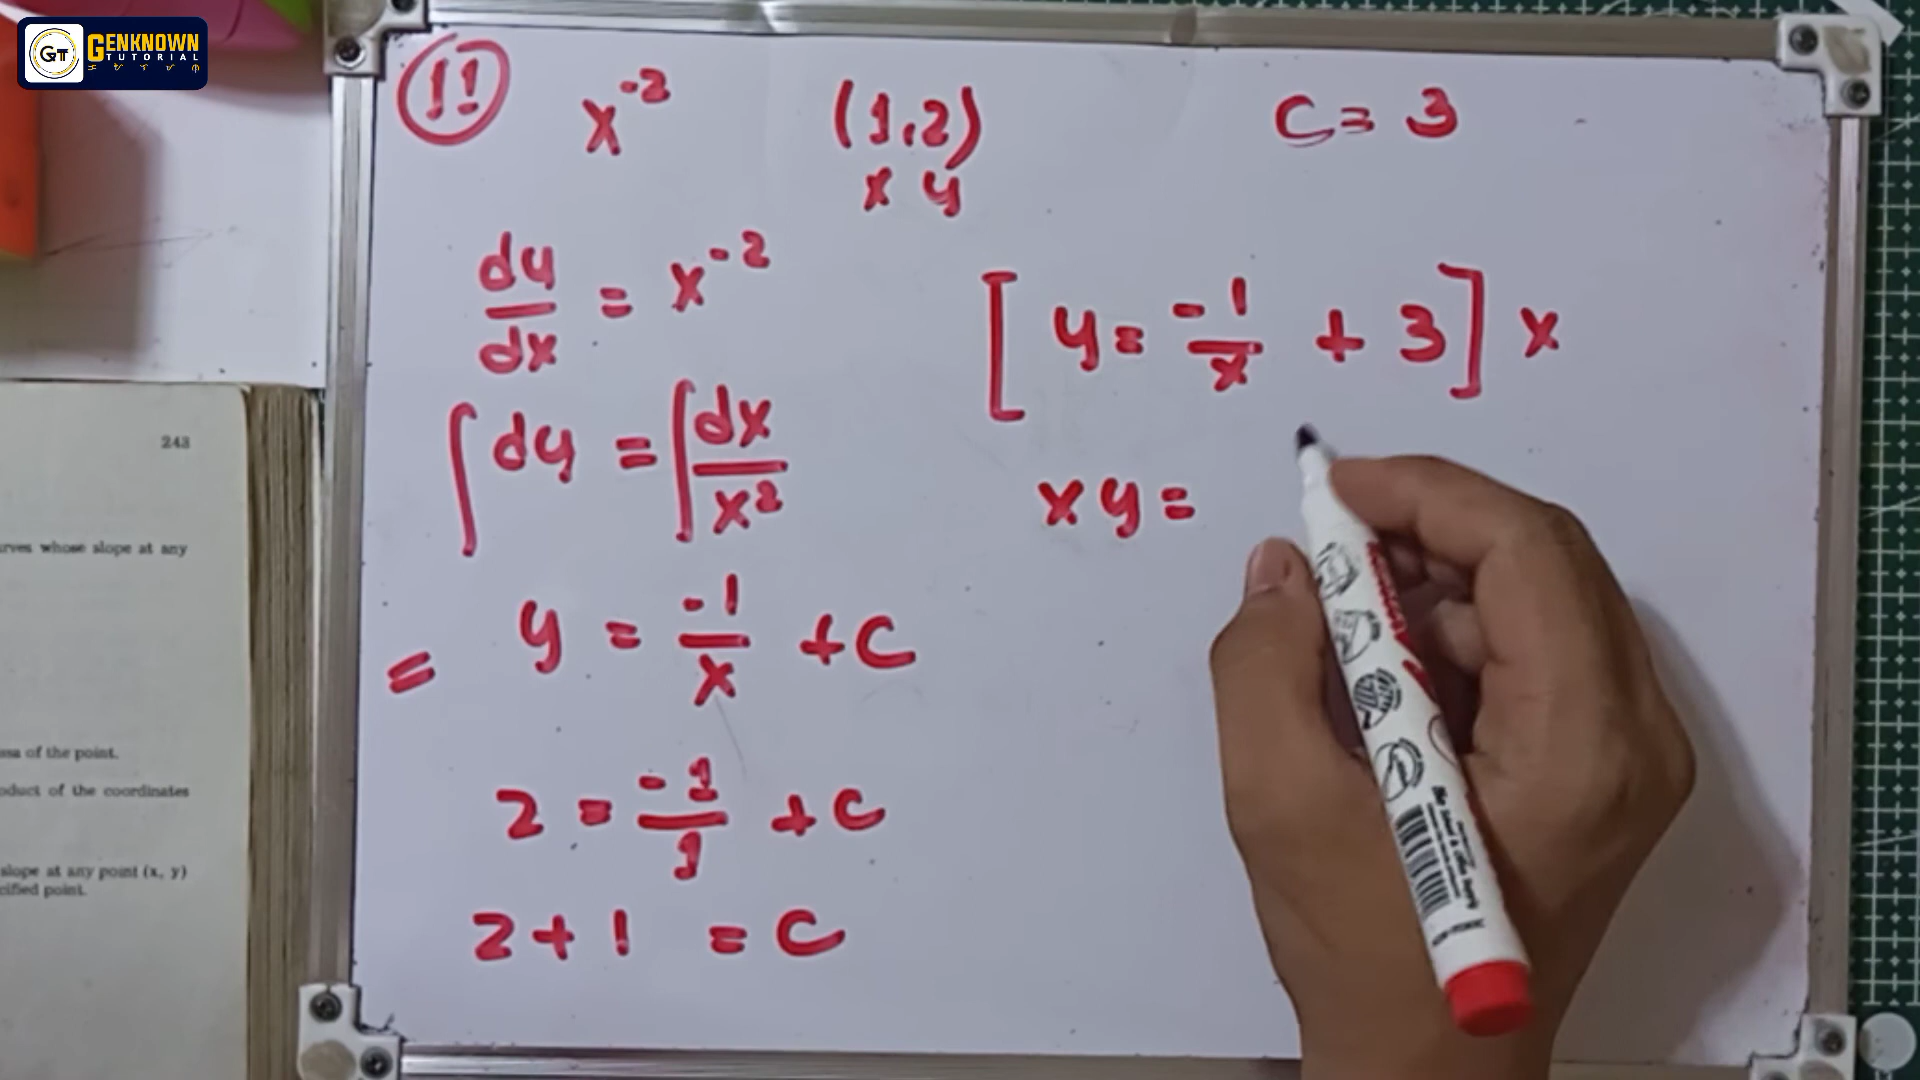 GT GENKNOWN
TUTORIAL
11
x^-2 (1,2) C = 3
x y
dy/dx = x^-2
[ y = -1/x + 3 ] x
∫ dy = ∫ dx/x^2
xy =
= y = -1/x + C
2 = -1/1 + C
2 + 1 = C
243
rves whose slope at any
of the point.
oduct of the coordinates
slope at any point (x, y)
cified point.